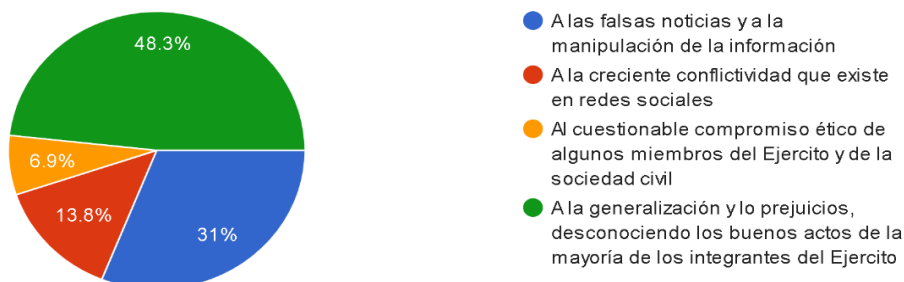 48.3%
6.9%
13.8%
31%
A las falsas noticias y a la
manipulación de la información
A la creciente conflictividad que existe
en redes sociales
Al cuestionable compromiso ético de
algunos miembros del Ejercito y de la
sociedad civil
A la generalización y lo prejuicios,
desconociendo los buenos actos de la
mayoría de los integrantes del Ejercito